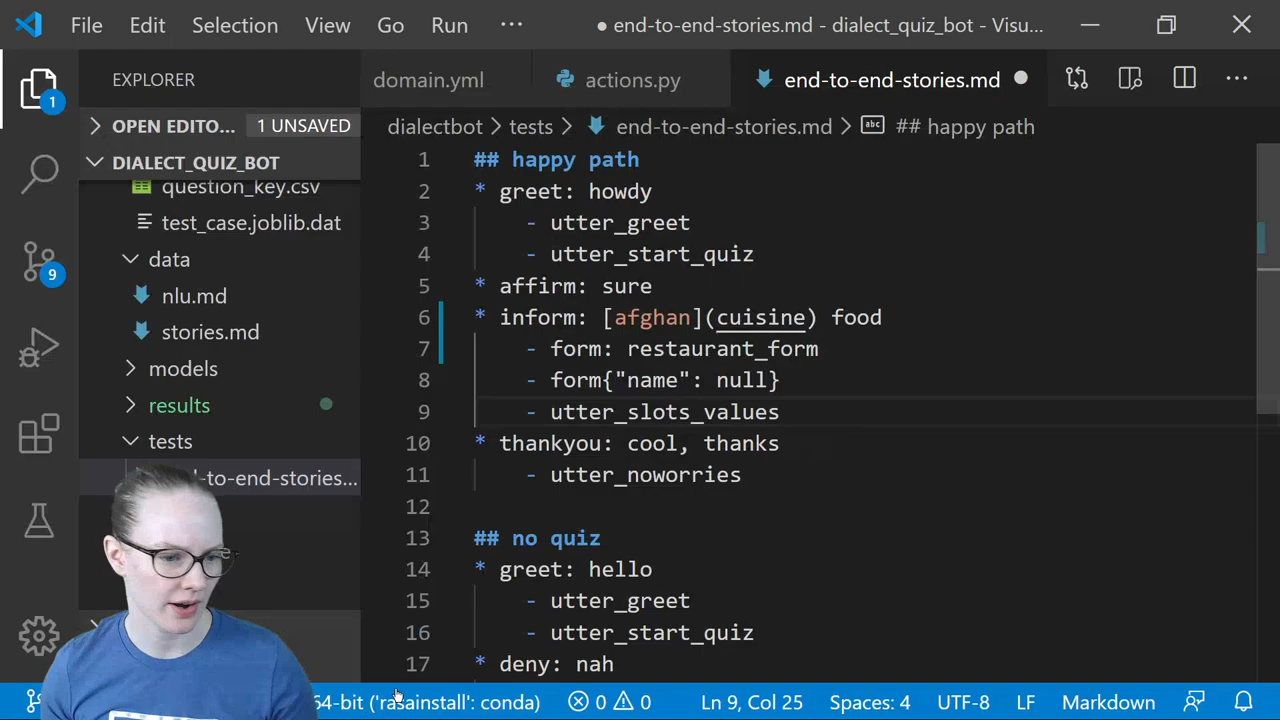 File Edit Selection View Go Run ··· ● end-to-end-stories.md - dialect_quiz_bot - Visu...
EXPLORER
domain.yml actions.py end-to-end-stories.md
1
OPEN EDITO... 1 UNSAVED
dialectbot > tests > end-to-end-stories.md > ## happy path
DIALECT_QUIZ_BOT
question_key.csv
test_case.joblib.dat
data
nlu.md
stories.md
9
models
results
tests
-to-end-stories...
1 ## happy path
2 * greet: howdy
3 - utter_greet
4 - utter_start_quiz
5 * affirm: sure
6 * inform: [afghan](cuisine) food
7 - form: restaurant_form
8 - form{"name": null}
9 - utter_slots_values
10 * thankyou: cool, thanks
11 - utter_noworries
12
13 ## no quiz
14 * greet: hello
15 - utter_greet
16 - utter_start_quiz
17 * deny: nah
64-bit ('rasainstall': conda) 0 0 Ln 9, Col 25 Spaces: 4 UTF-8 LF Markdown